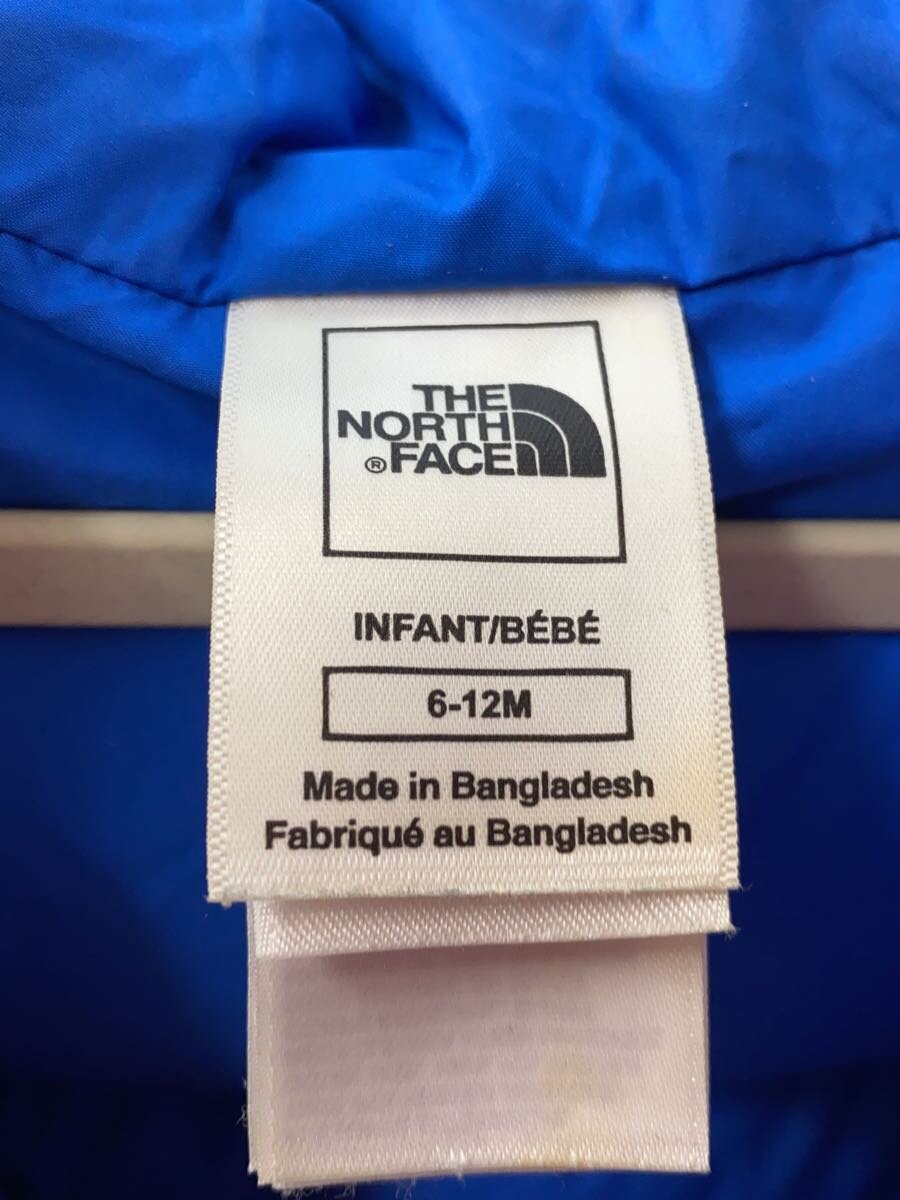 THE
NORTH
® FACE
INFANT/BÉBÉ
6-12M
Made in Bangladesh
Fabriqué au Bangladesh